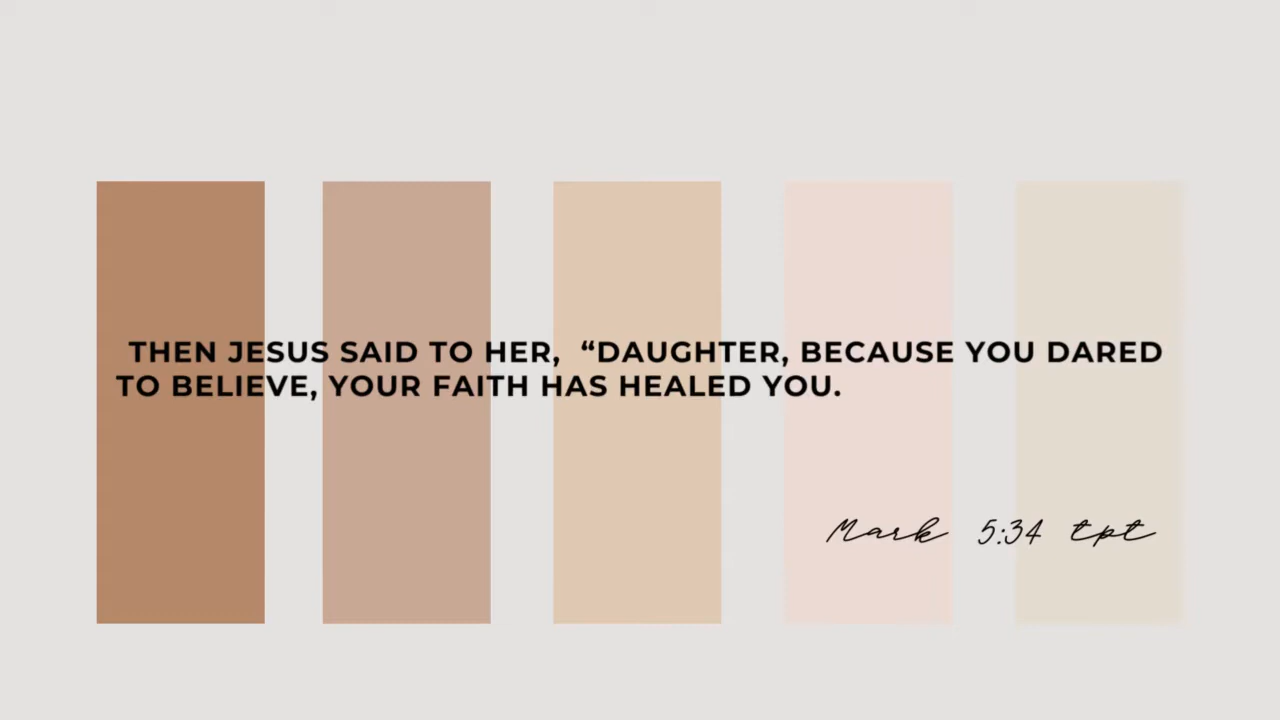 THEN JESUS SAID TO HER, “DAUGHTER, BECAUSE YOU DARED
TO BELIEVE, YOUR FAITH HAS HEALED YOU.
Mark 5:34 tpt